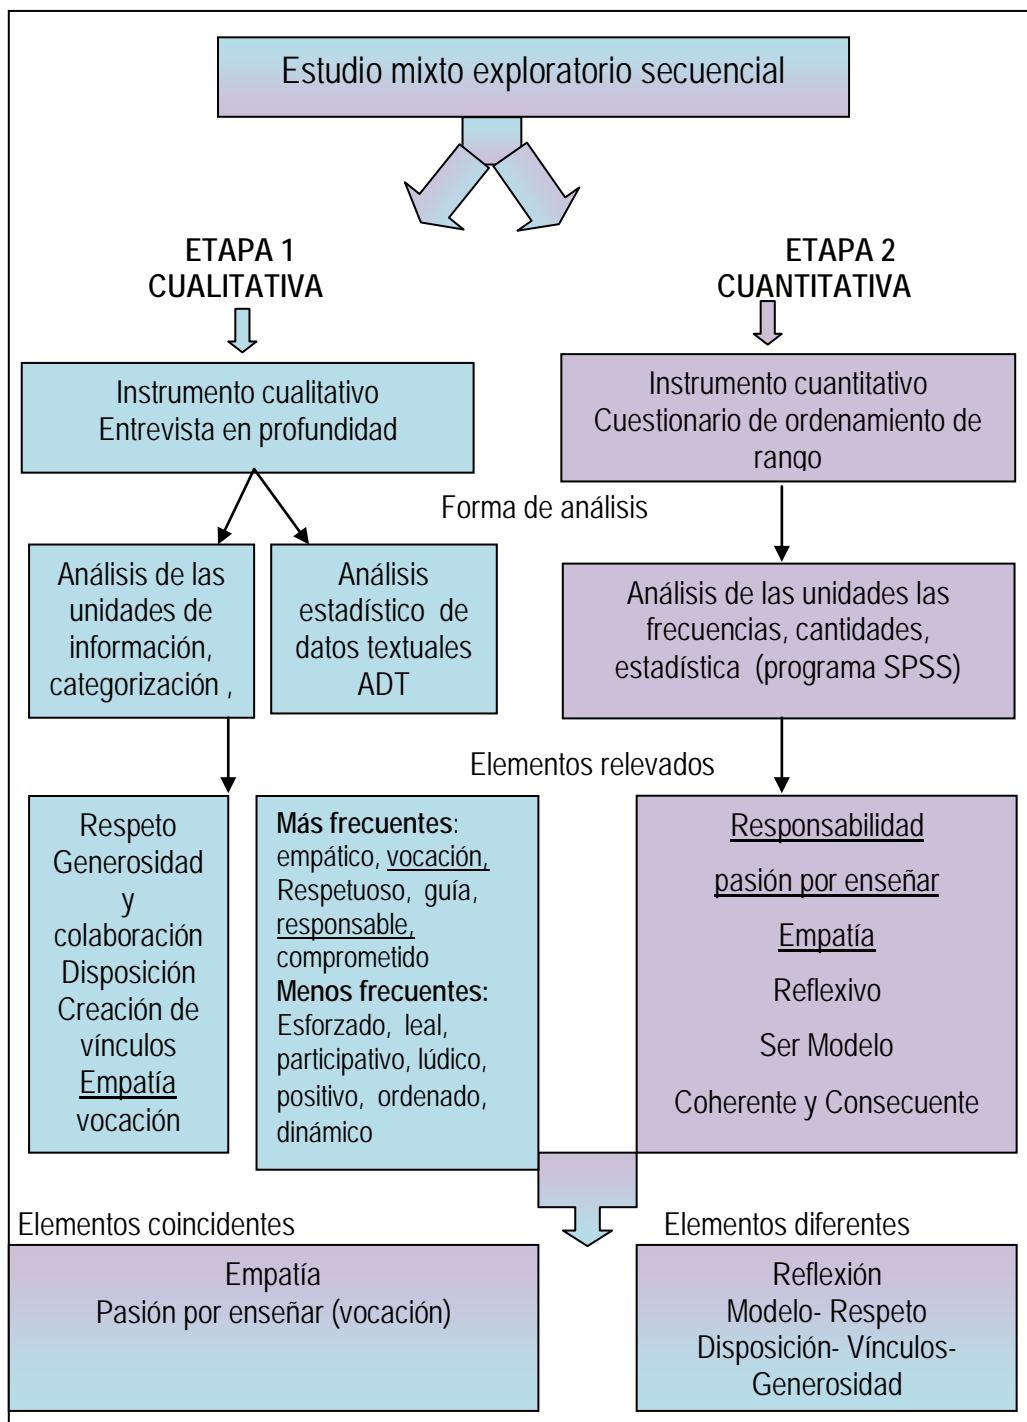 Estudio mixto exploratorio secuencial
ETAPA 1
CUALITATIVA
ETAPA 2
CUANTITATIVA
Instrumento cualitativo
Entrevista en profundidad
Instrumento cuantitativo
Cuestionario de ordenamiento de
rango
Forma de análisis
Análisis de las
unidades de
información,
categorización ,
Análisis
estadístico de
datos textuales
ADT
Análisis de las unidades las
frecuencias, cantidades,
estadística (programa SPSS)
Elementos relevados
Respeto
Generosidad
y
colaboración
Disposición
Creación de
vínculos
Empatía
vocación
Más frecuentes:
empático, vocación,
Respetuoso, guía,
responsable,
comprometido
Menos frecuentes:
Esforzado, leal,
participativo, lúdico,
positivo, ordenado,
dinámico
Responsabilidad
pasión por enseñar
Empatía
Reflexivo
Ser Modelo
Coherente y Consecuente
Elementos coincidentes
Empatía
Pasión por enseñar (vocación)
Elementos diferentes
Reflexión
Modelo- Respeto
Disposición- Vínculos-
Generosidad